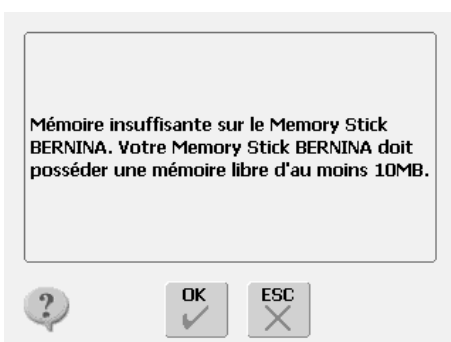 Mémoire insuffisante sur le Memory Stick
BERNINA. Votre Memory Stick BERNINA doit
posséder une mémoire libre d'au moins 10MB.
?
OK
ESC